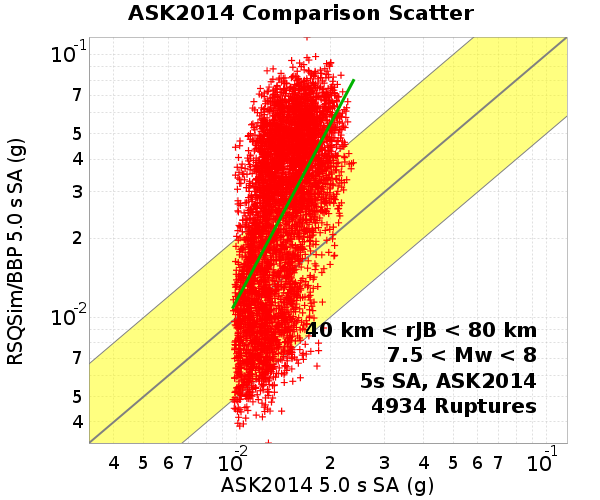 ASK2014 Comparison Scatter
RSQSim/BBP 5.0 s SA (g)
10-1
7
5
4
3
2
10-2
7
5
4
40 km < rJB < 80 km
7.5 < Mw < 8
5s SA, ASK2014
4934 Ruptures
4 5 6 7 10-2 2 3 4 5 6 7 10-1
ASK2014 5.0 s SA (g)